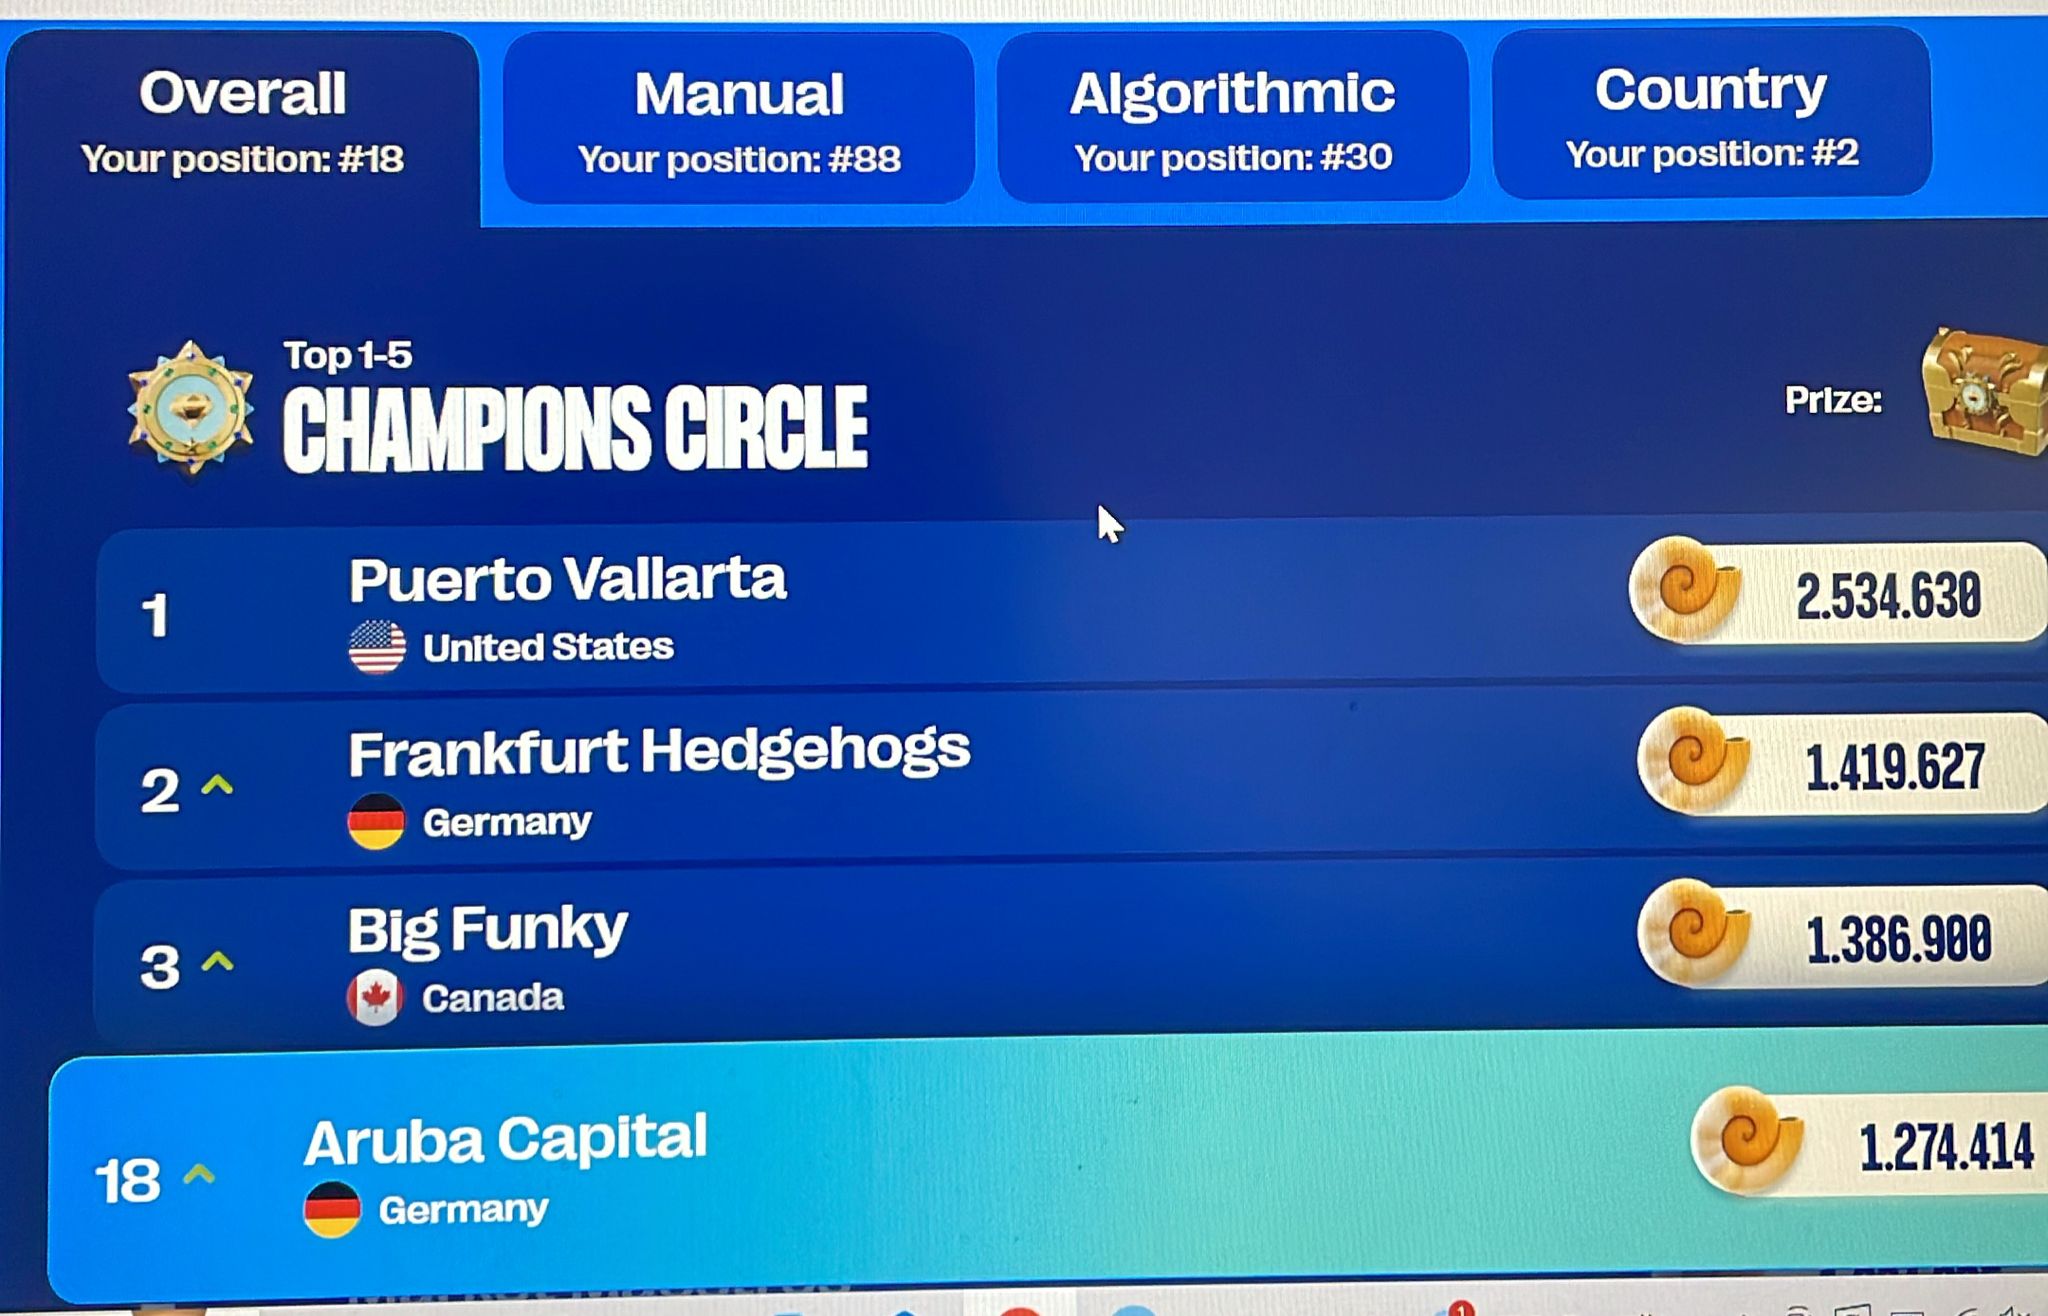 Overall
Your position: #18
Manual
Your position: #88
Algorithmic
Your position: #30
Country
Your position: #2
Top 1-5
CHAMPIONS CIRCLE
Prize:
1
Puerto Vallarta
United States
2.534.630
2
Frankfurt Hedgehogs
Germany
1.419.627
3
Big Funky
Canada
1.386.900
18
Aruba Capital
Germany
1.274.414
1